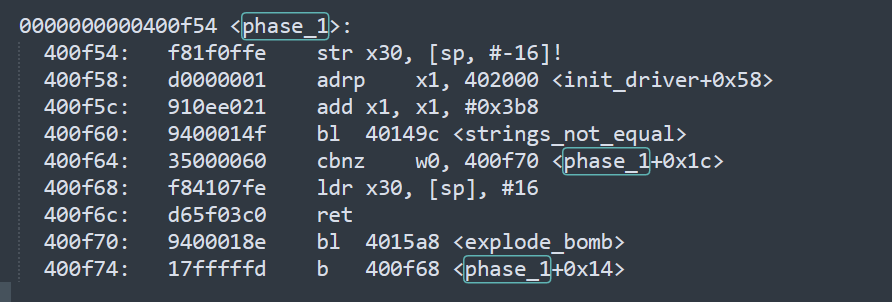 0000000000400f54 <phase_1>:
400f54: f81f0ffe str x30, [sp, #-16]!
400f58: d0000001 adrp x1, 402000 <init_driver+0x58>
400f5c: 910ee021 add x1, x1, #0x3b8
400f60: 9400014f bl 40149c <strings_not_equal>
400f64: 35000060 cbnz w0, 400f70 <phase_1+0x1c>
400f68: f84107fe ldr x30, [sp], #16
400f6c: d65f03c0 ret
400f70: 9400018e bl 4015a8 <explode_bomb>
400f74: 17fffffd b 400f68 <phase_1+0x14>